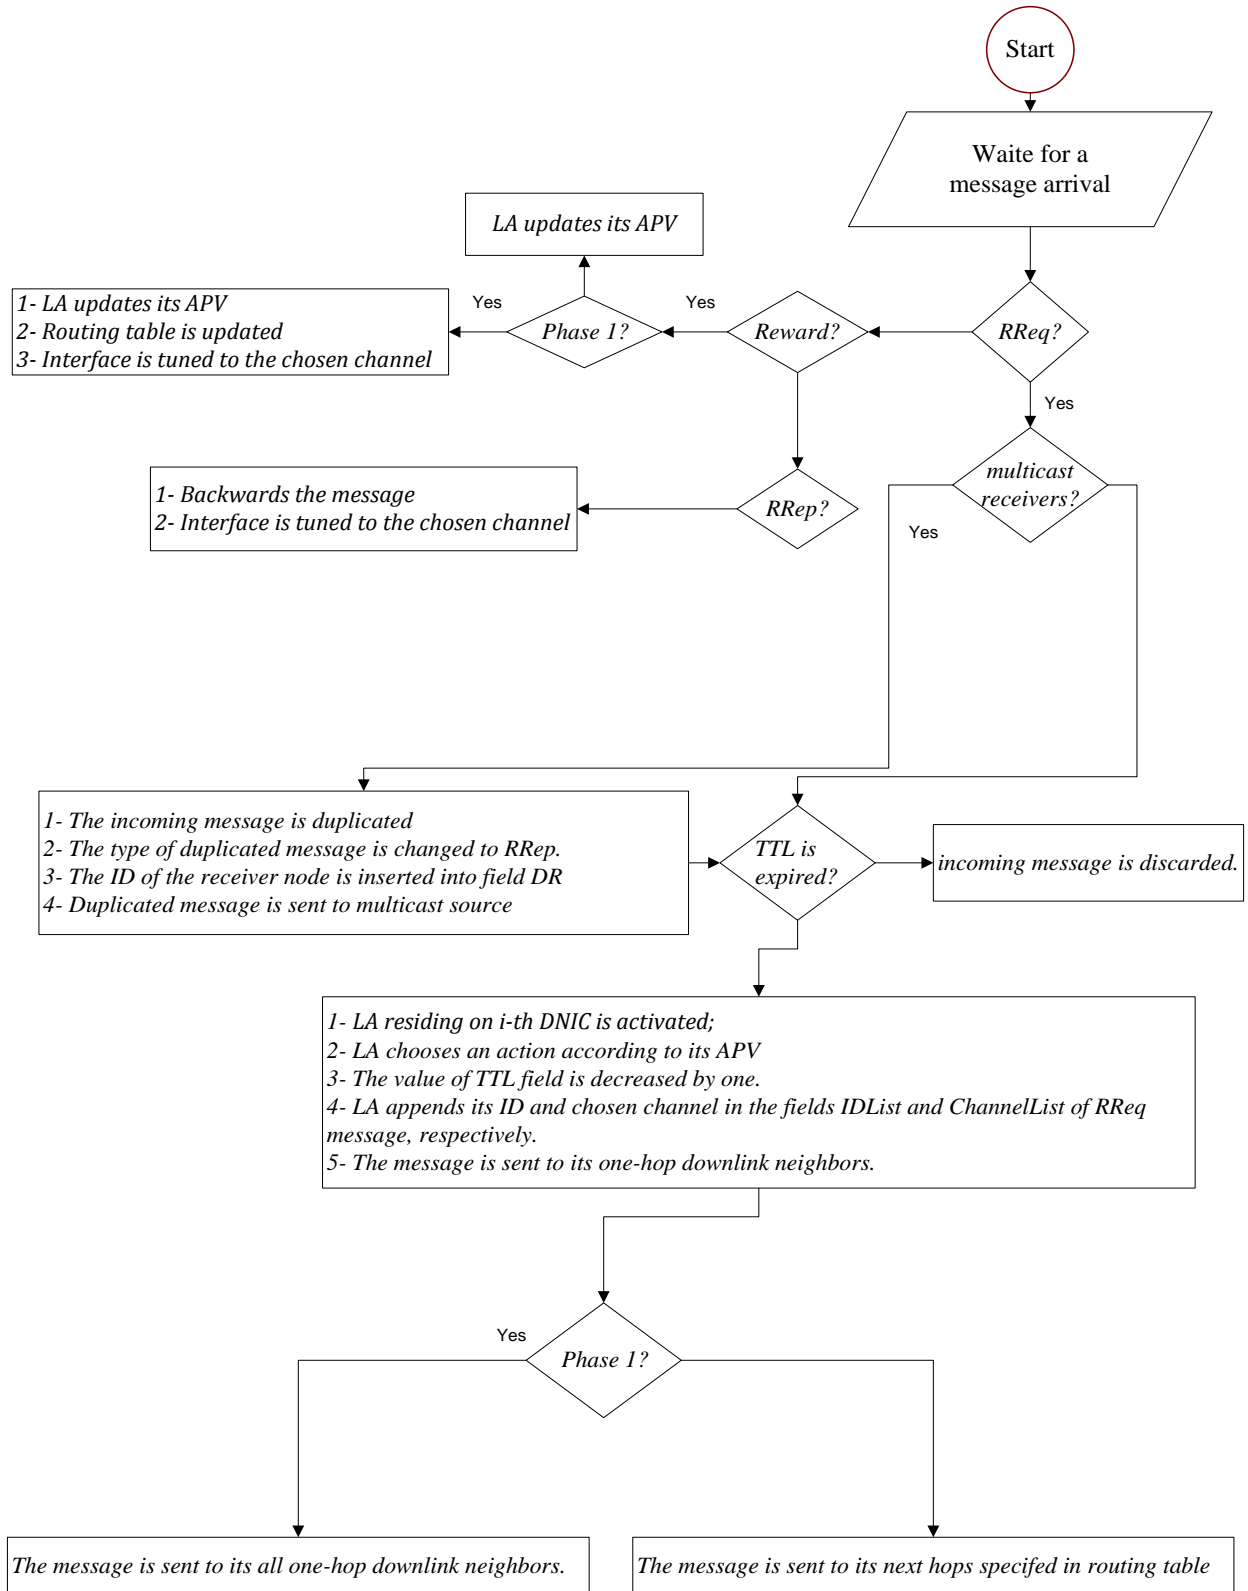 Start
Waite for a
message arrival
LA updates its APV
1- LA updates its APV
2- Routing table is updated
3- Interface is tuned to the chosen channel
Yes
Phase 1?
Yes
Reward?
RReq?
Yes
multicast
receivers?
Yes
1- Backwards the message
2- Interface is tuned to the chosen channel
RRep?
1- The incoming message is duplicated
2- The type of duplicated message is changed to RRep.
3- The ID of the receiver node is inserted into field DR
4- Duplicated message is sent to multicast source
TTL is
expired?
incoming message is discarded.
1- LA residing on i-th DNIC is activated;
2- LA chooses an action according to its APV
3- The value of TTL field is decreased by one.
4- LA appends its ID and chosen channel in the fields IDList and ChannelList of RReq
message, respectively.
5- The message is sent to its one-hop downlink neighbors.
Yes
Phase 1?
The message is sent to its all one-hop downlink neighbors.
The message is sent to its next hops specifed in routing table